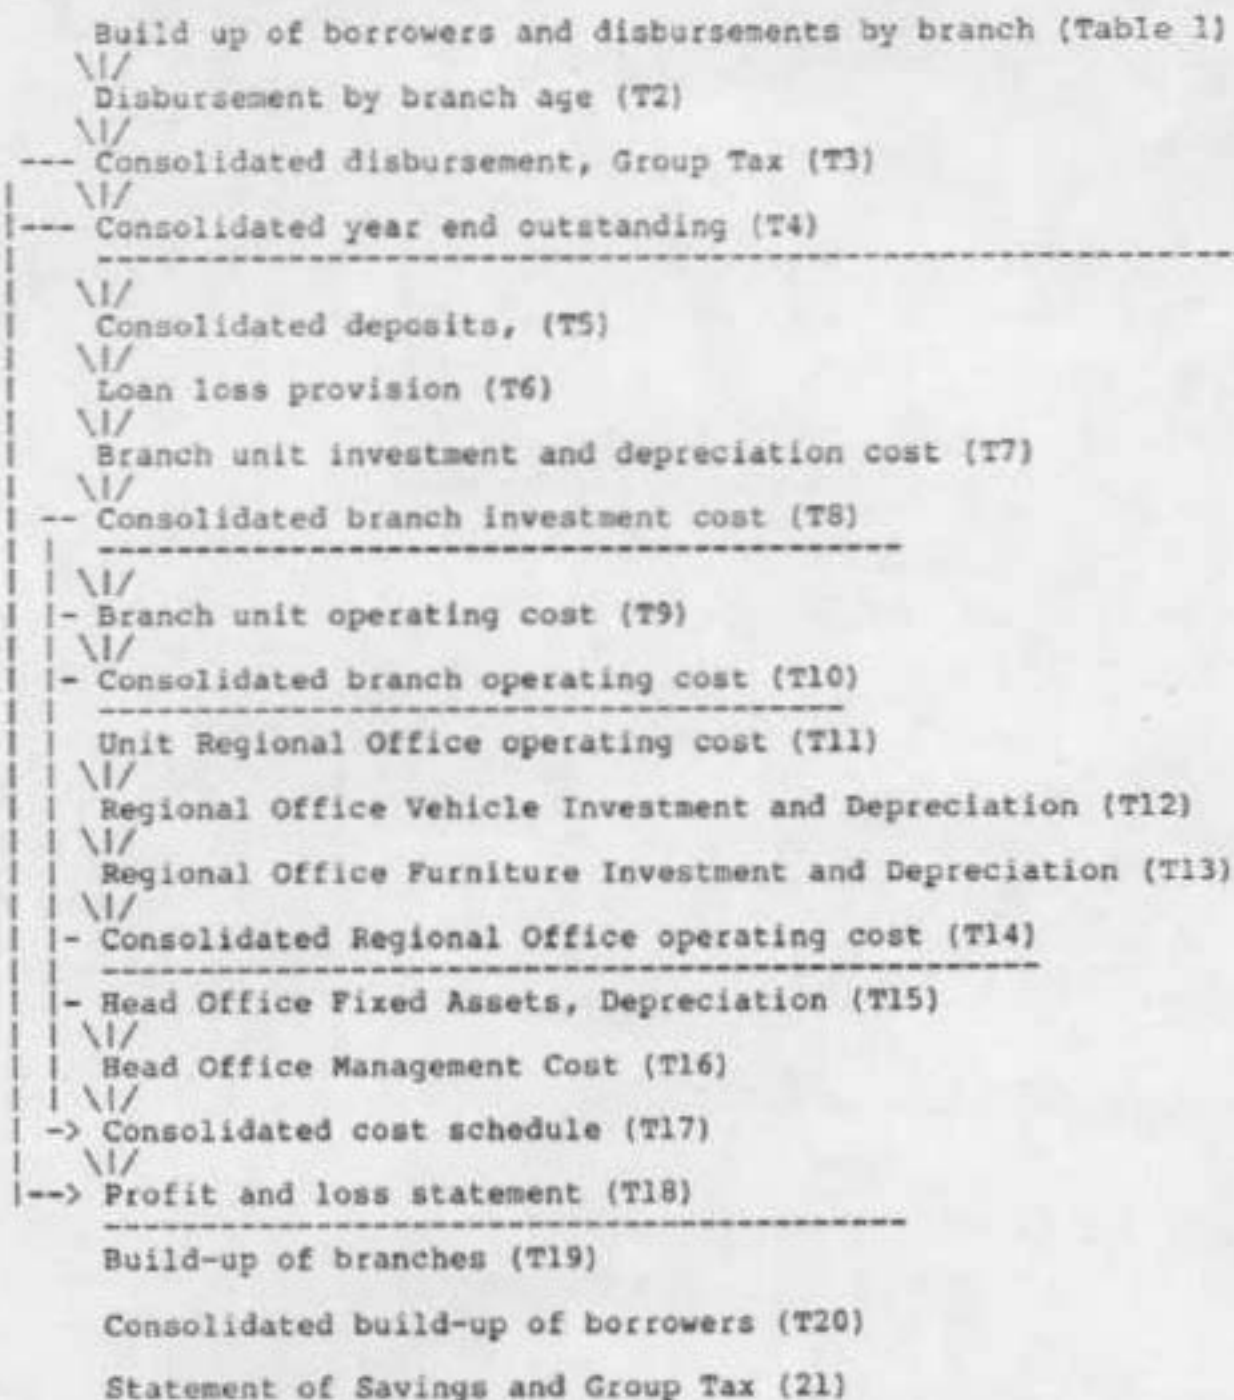 Build up of borrowers and disbursements by branch (Table 1)
\|/
Disbursement by branch age (T2)
\|/
--- Consolidated disbursement, Group Tax (T3)
| \|/
|--- Consolidated year end outstanding (T4)
| ----------------------------------------------------------
| \|/
| Consolidated deposits, (T5)
| \|/
| Loan loss provision (T6)
| \|/
| Branch unit investment and depreciation cost (T7)
| \|/
| -- Consolidated branch investment cost (T8)
| | -----------------------------------------
| | \|/
| |- Branch unit operating cost (T9)
| | \|/
| |- Consolidated branch operating cost (T10)
| | --------------------------------------
| | Unit Regional Office operating cost (T11)
| | \|/
| | Regional Office Vehicle Investment and Depreciation (T12)
| | \|/
| | Regional Office Furniture Investment and Depreciation (T13)
| | \|/
| |- Consolidated Regional Office operating cost (T14)
| | ------------------------------------------------
| |- Head Office Fixed Assets, Depreciation (T15)
| | \|/
| | Head Office Management Cost (T16)
| | \|/
| -> Consolidated cost schedule (T17)
| \|/
|--> Profit and loss statement (T18)
-----------------------------------------
Build-up of branches (T19)
Consolidated build-up of borrowers (T20)
Statement of Savings and Group Tax (21)